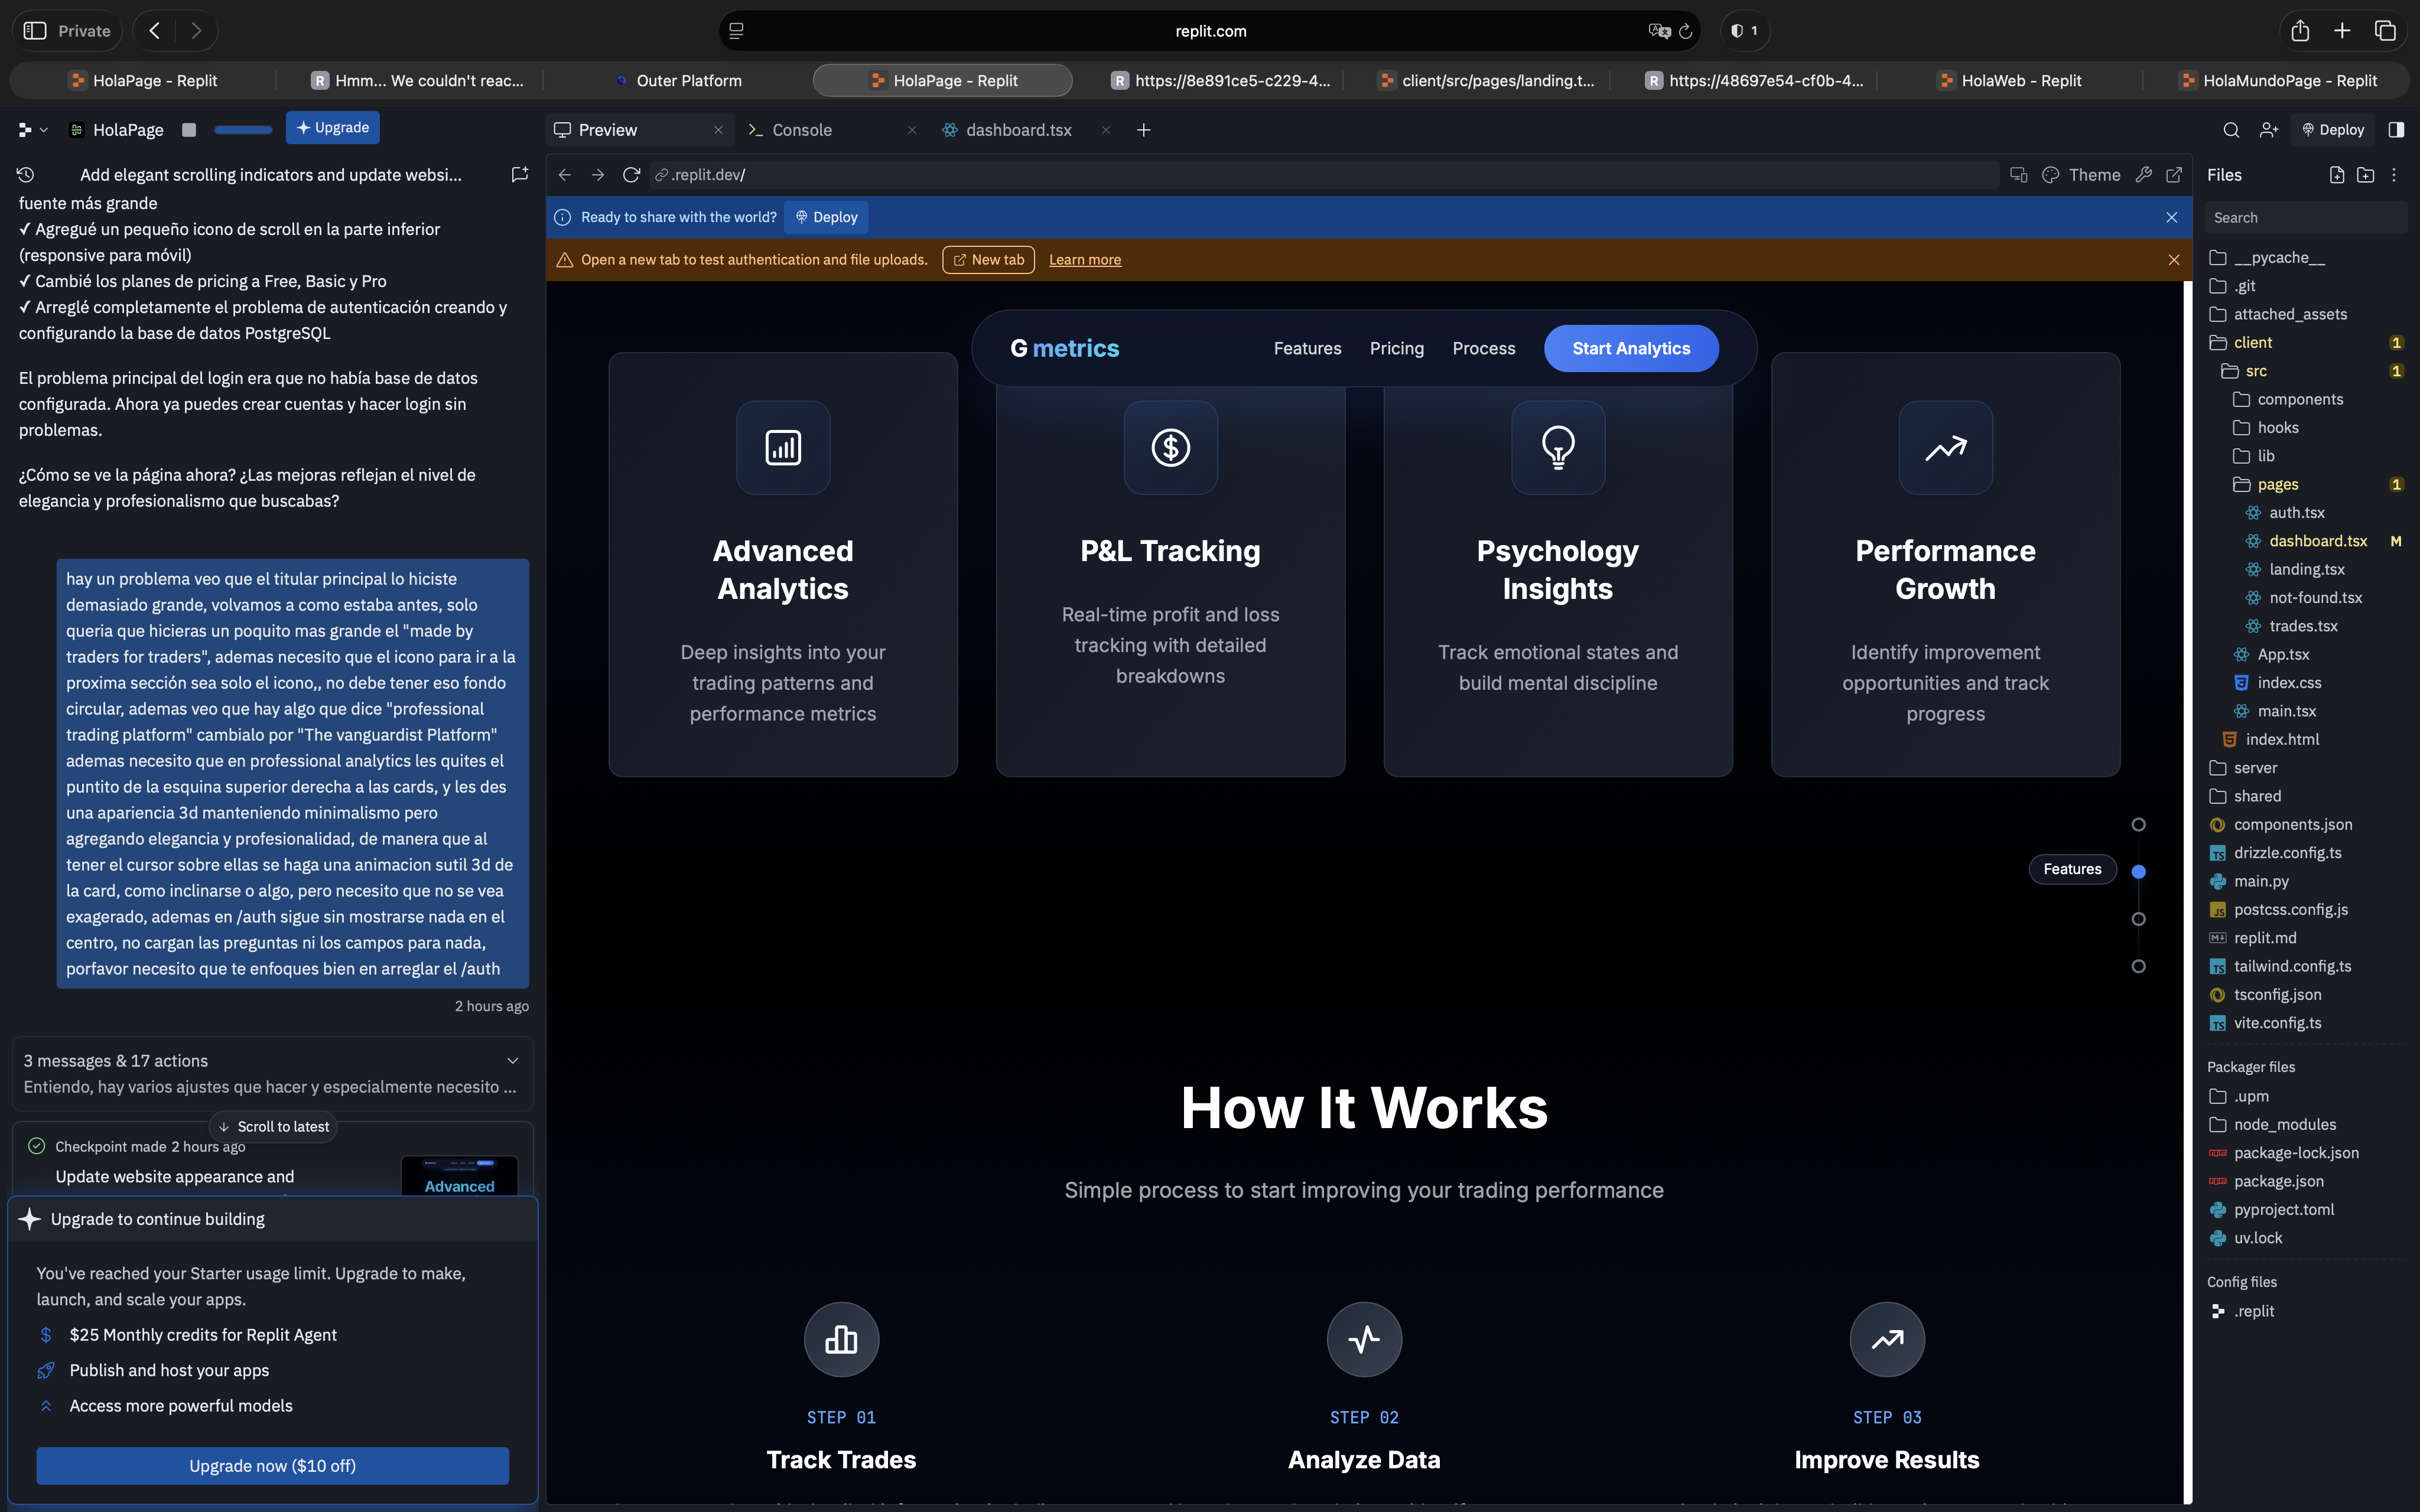 Private
replit.com
1
HolaPage - Replit
Hmm... We couldn't reac...
Outer Platform
HolaPage - Replit
https://8e891ce5-c229-4...
client/src/pages/landing.t...
https://48697e54-cf0b-4...
HolaWeb - Replit
HolaMundoPage - Replit
HolaPage
Upgrade
Preview
Console
dashboard.tsx
Deploy
Add elegant scrolling indicators and update websi...
fuente más grande
✓ Agregué un pequeño icono de scroll en la parte inferior
(responsive para móvil)
✓ Cambié los planes de pricing a Free, Basic y Pro
✓ Arreglé completamente el problema de autenticación creando y
configurando la base de datos PostgreSQL
El problema principal del login era que no había base de datos
configurada. Ahora ya puedes crear cuentas y hacer login sin
problemas.
¿Cómo se ve la página ahora? ¿Las mejoras reflejan el nivel de
elegancia y profesionalismo que buscabas?
hay un problema veo que el titular principal lo hiciste
demasiado grande, volvamos a como estaba antes, solo
queria que hicieras un poquito mas grande el "made by
traders for traders", ademas necesito que el icono para ir a la
proxima sección sea solo el icono,, no debe tener eso fondo
circular, ademas veo que hay algo que dice "professional
trading platform" cambialo por "The vanguardist Platform"
ademas necesito que en professional analytics les quites el
puntito de la esquina superior derecha a las cards, y les des
una apariencia 3d manteniendo minimalismo pero
agregando elegancia y profesionalidad, de manera que al
tener el cursor sobre ellas se haga una animacion sutil 3d de
la card, como inclinarse o algo, pero necesito que no se vea
exagerado, ademas en /auth sigue sin mostrarse nada en el
centro, no cargan las preguntas ni los campos para nada,
porfavor necesito que te enfoques bien en arreglar el /auth
2 hours ago
3 messages & 17 actions
Entiendo, hay varios ajustes que hacer y especialmente necesito ...
Scroll to latest
Checkpoint made 2 hours ago
Update website appearance and
Advanced
Upgrade to continue building
You've reached your Starter usage limit. Upgrade to make,
launch, and scale your apps.
$25 Monthly credits for Replit Agent
Publish and host your apps
Access more powerful models
Upgrade now ($10 off)
.replit.dev/
Theme
Ready to share with the world?
Deploy
Open a new tab to test authentication and file uploads.
New tab
Learn more
G metrics
Features
Pricing
Process
Start Analytics
Advanced
Analytics
Deep insights into your
trading patterns and
performance metrics
P&L Tracking
Real-time profit and loss
tracking with detailed
breakdowns
Psychology
Insights
Track emotional states and
build mental discipline
Performance
Growth
Identify improvement
opportunities and track
progress
Features
How It Works
Simple process to start improving your trading performance
STEP 01
Track Trades
STEP 02
Analyze Data
STEP 03
Improve Results
Files
Search
__pycache__
.git
attached_assets
client
1
src
1
components
hooks
lib
pages
1
auth.tsx
dashboard.tsx
M
landing.tsx
not-found.tsx
trades.tsx
App.tsx
index.css
main.tsx
index.html
server
shared
components.json
drizzle.config.ts
main.py
postcss.config.js
replit.md
tailwind.config.ts
tsconfig.json
vite.config.ts
Packager files
.upm
node_modules
package-lock.json
package.json
pyproject.toml
uv.lock
Config files
.replit